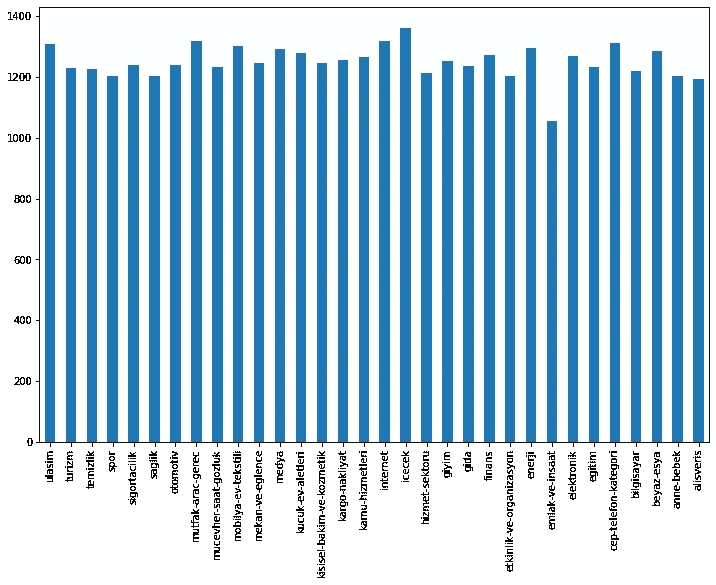 1400
1200
1000
800
600
400
200
0
ulasim
turizm
temizlik
spor
sigortacilik
saglik
otomotiv
mutfak-arac-gerec
mucevher-saat-gozluk
mobilya-ev-tekstili
mekan-ve-eglence
medya
kucuk-ev-aletleri
kisisel-bakim-ve-kozmetik
kargo-nakliyat
kamu-hizmetleri
internet
icecek
hizmet-sektoru
giyim
gida
finans
etkinlik-ve-organizasyon
enerji
emlak-ve-insaat
elektronik
egitim
cep-telefon-kategori
bilgisayar
beyaz-esya
anne-bebek
alisveris